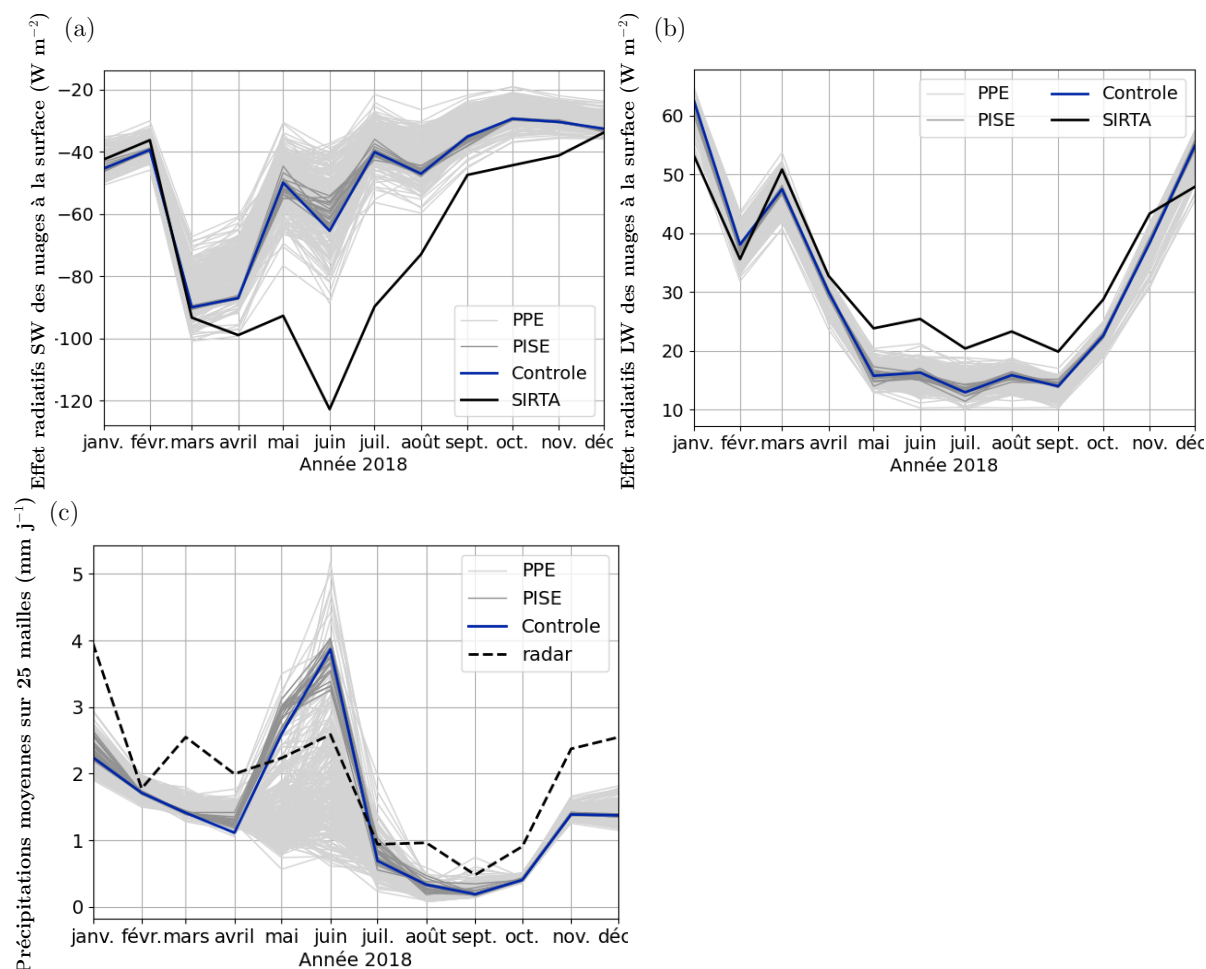 (a)
Effet radiatifs SW des nuages à la surface (W m⁻²)
−20
−40
−60
−80
−100
-120
PPE
PISE
Controle
SIRTA
janv. févr. mars avril mai juin juil. août sept. oct. nov. déc
Année 2018
(b)
Effet radiatifs LW des nuages à la surface (W m⁻²)
60
50
40
30
20
10
PPE Controle
PISE SIRTA
janv. févr. mars avril mai juin juil. août sept. oct. nov. déc
Année 2018
(c)
Précipitations moyennes sur 25 mailles (mm j⁻¹)
5
4
3
2
1
0
PPE
PISE
Controle
radar
janv. févr. mars avril mai juin juil. août sept. oct. nov. déc
Année 2018